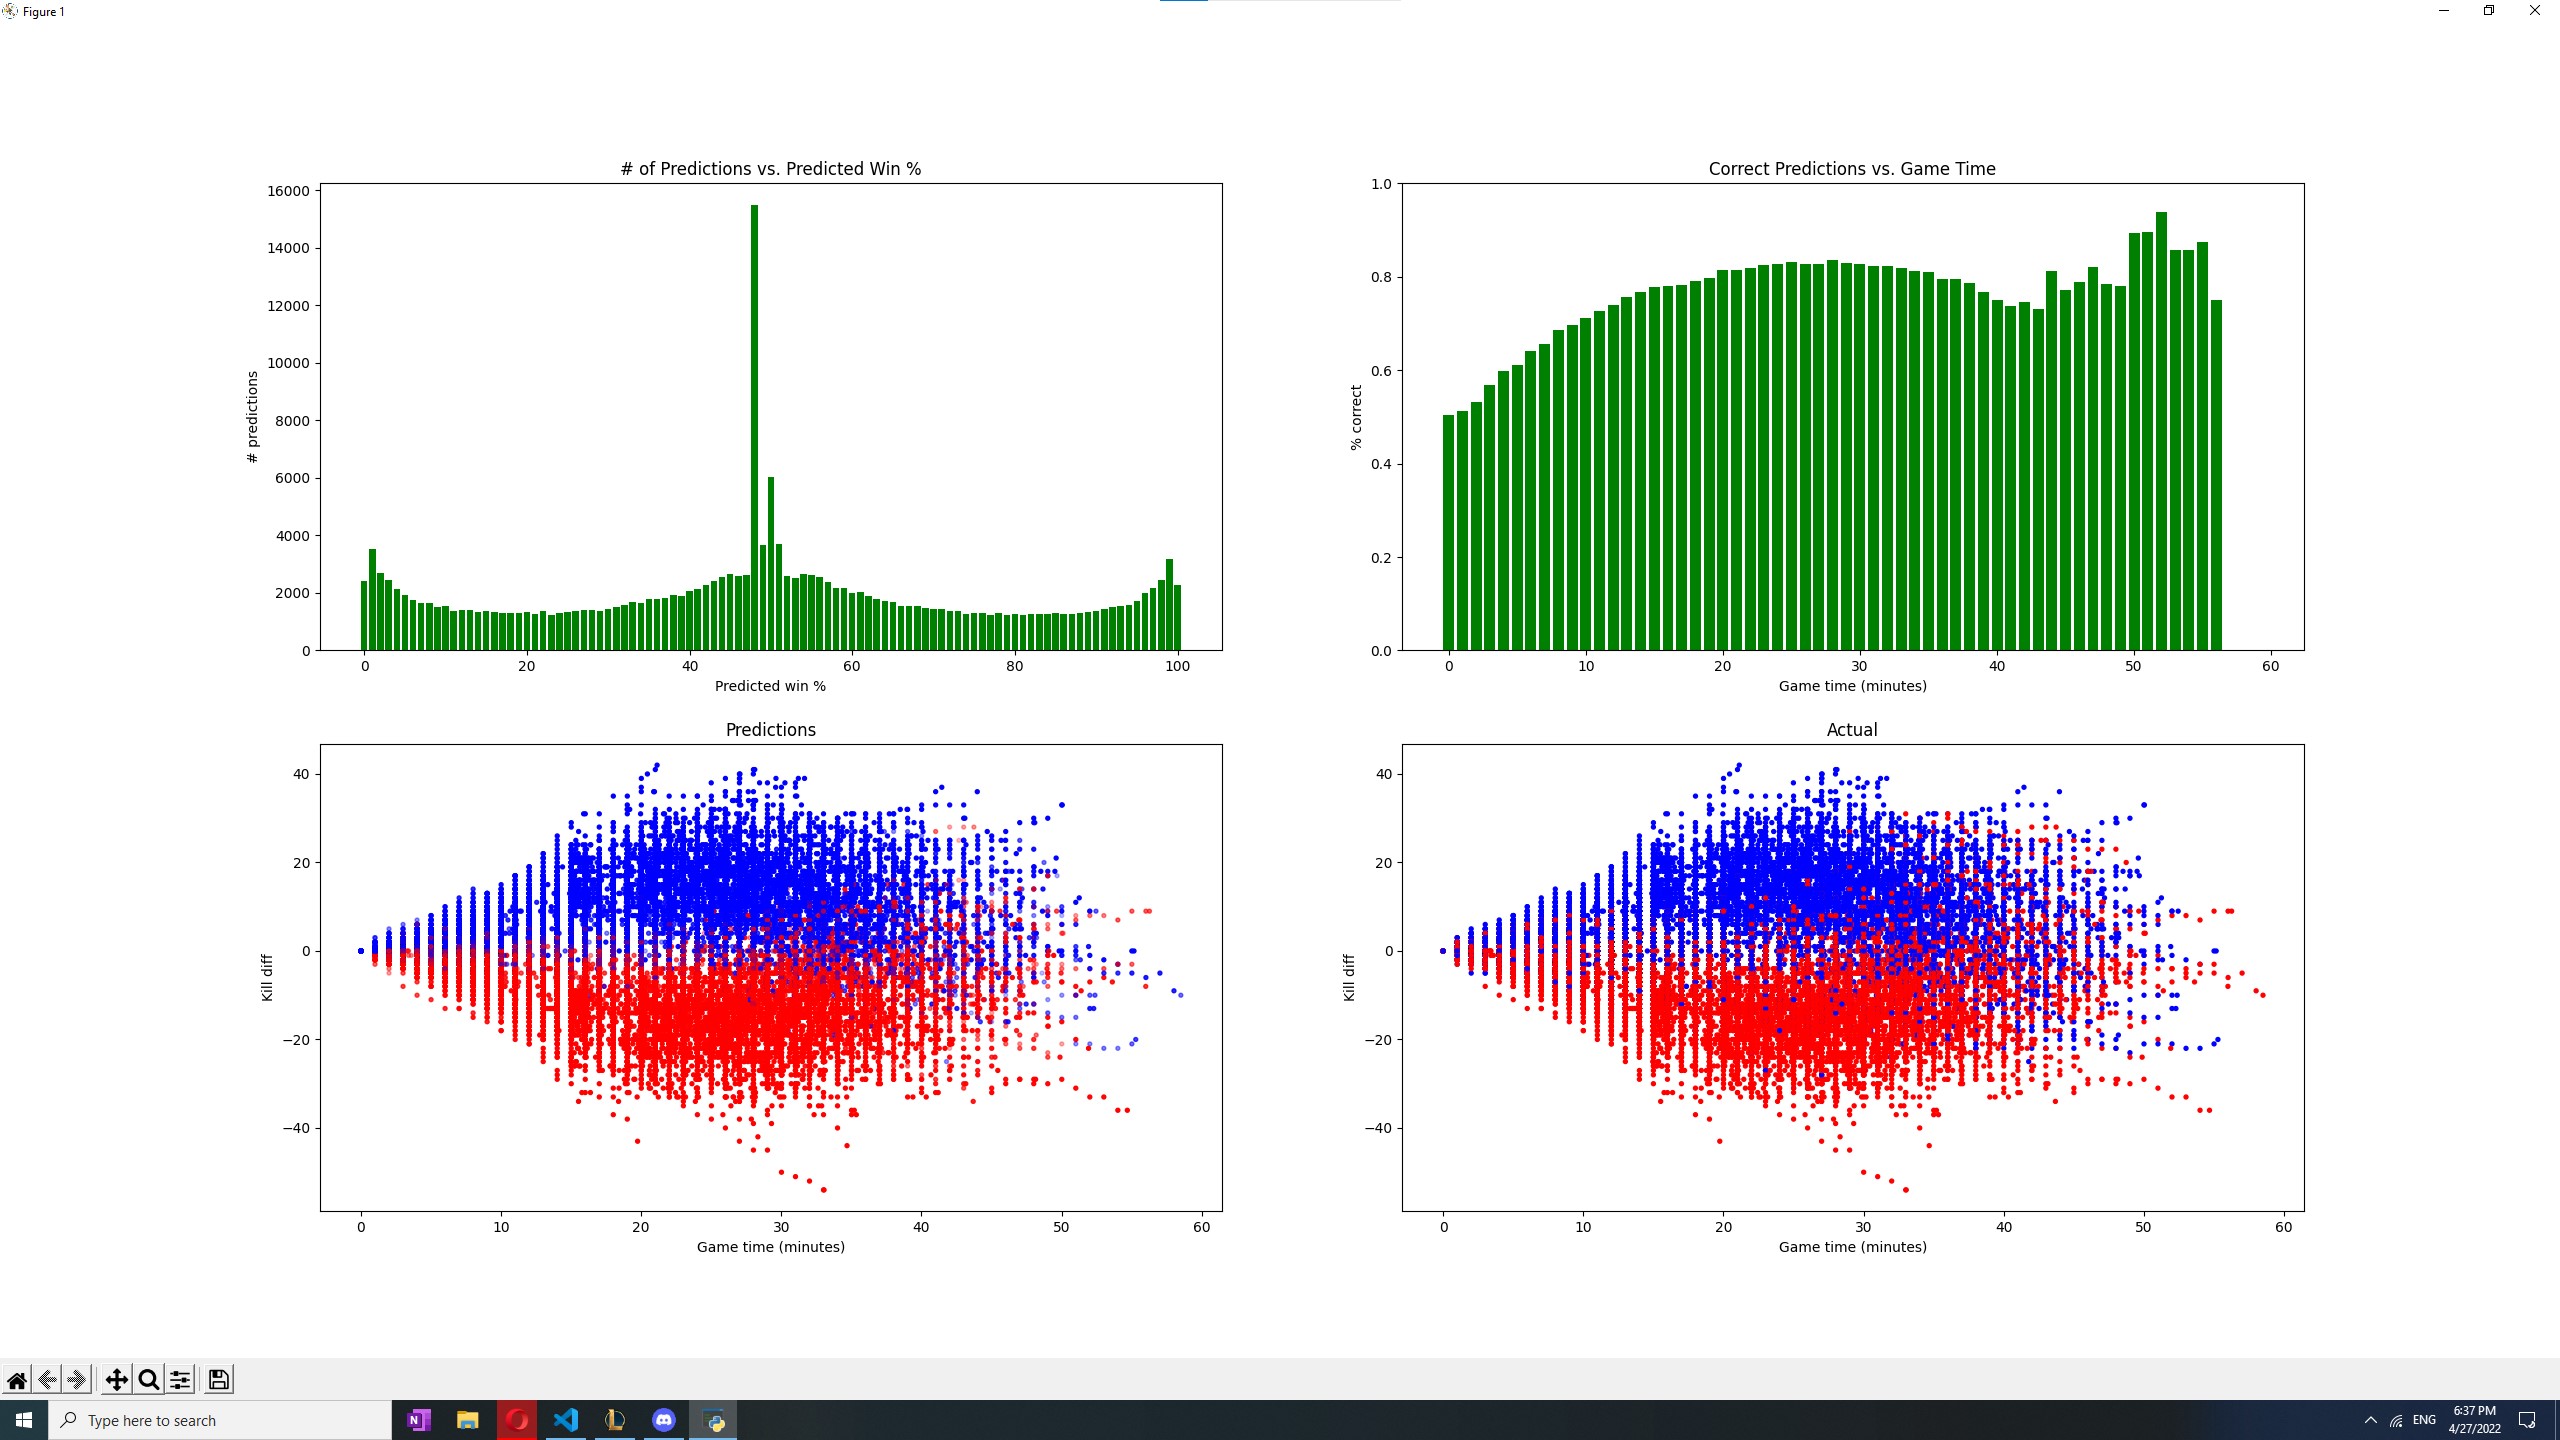 Figure 1
# of Predictions vs. Predicted Win %
16000
14000
12000
10000
8000
6000
4000
2000
0
# predictions
0 20 40 60 80 100
Predicted win %
Correct Predictions vs. Game Time
1.0
0.8
0.6
0.4
0.2
0.0
% correct
0 10 20 30 40 50 60
Game time (minutes)
Predictions
40
20
0
−20
−40
Kill diff
0 10 20 30 40 50 60
Game time (minutes)
Actual
40
20
0
−20
−40
Kill diff
0 10 20 30 40 50 60
Game time (minutes)
Type here to search
N
ENG
6:37 PM
4/27/2022